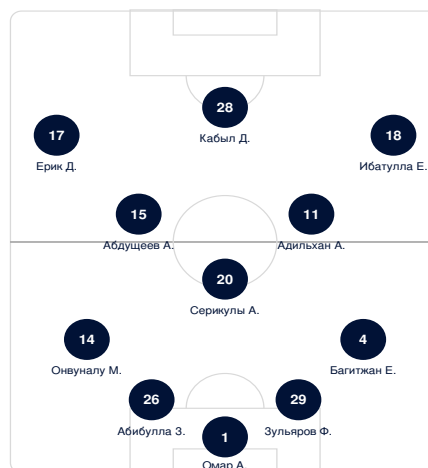 28
Кабыл Д.
17
Ерик Д.
18
Ибатулла Е.
15
Абдущеев А.
11
Адильхан А.
20
Серикулы А.
14
Онвуналу М.
4
Багитжан Е.
26
Абибулла З.
29
Зульяров Ф.
1
Омар А.